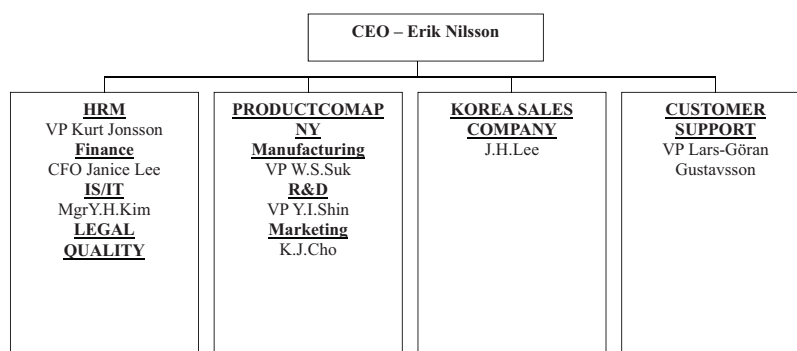 CEO – Erik Nilsson
HRM
VP Kurt Jonsson
Finance
CFO Janice Lee
IS/IT
MgrY.H.Kim
LEGAL
QUALITY
PRODUCTCOMAP
NY
Manufacturing
VP W.S.Suk
R&D
VP Y.I.Shin
Marketing
K.J.Cho
KOREA SALES
COMPANY
J.H.Lee
CUSTOMER
SUPPORT
VP Lars-Göran
Gustavsson